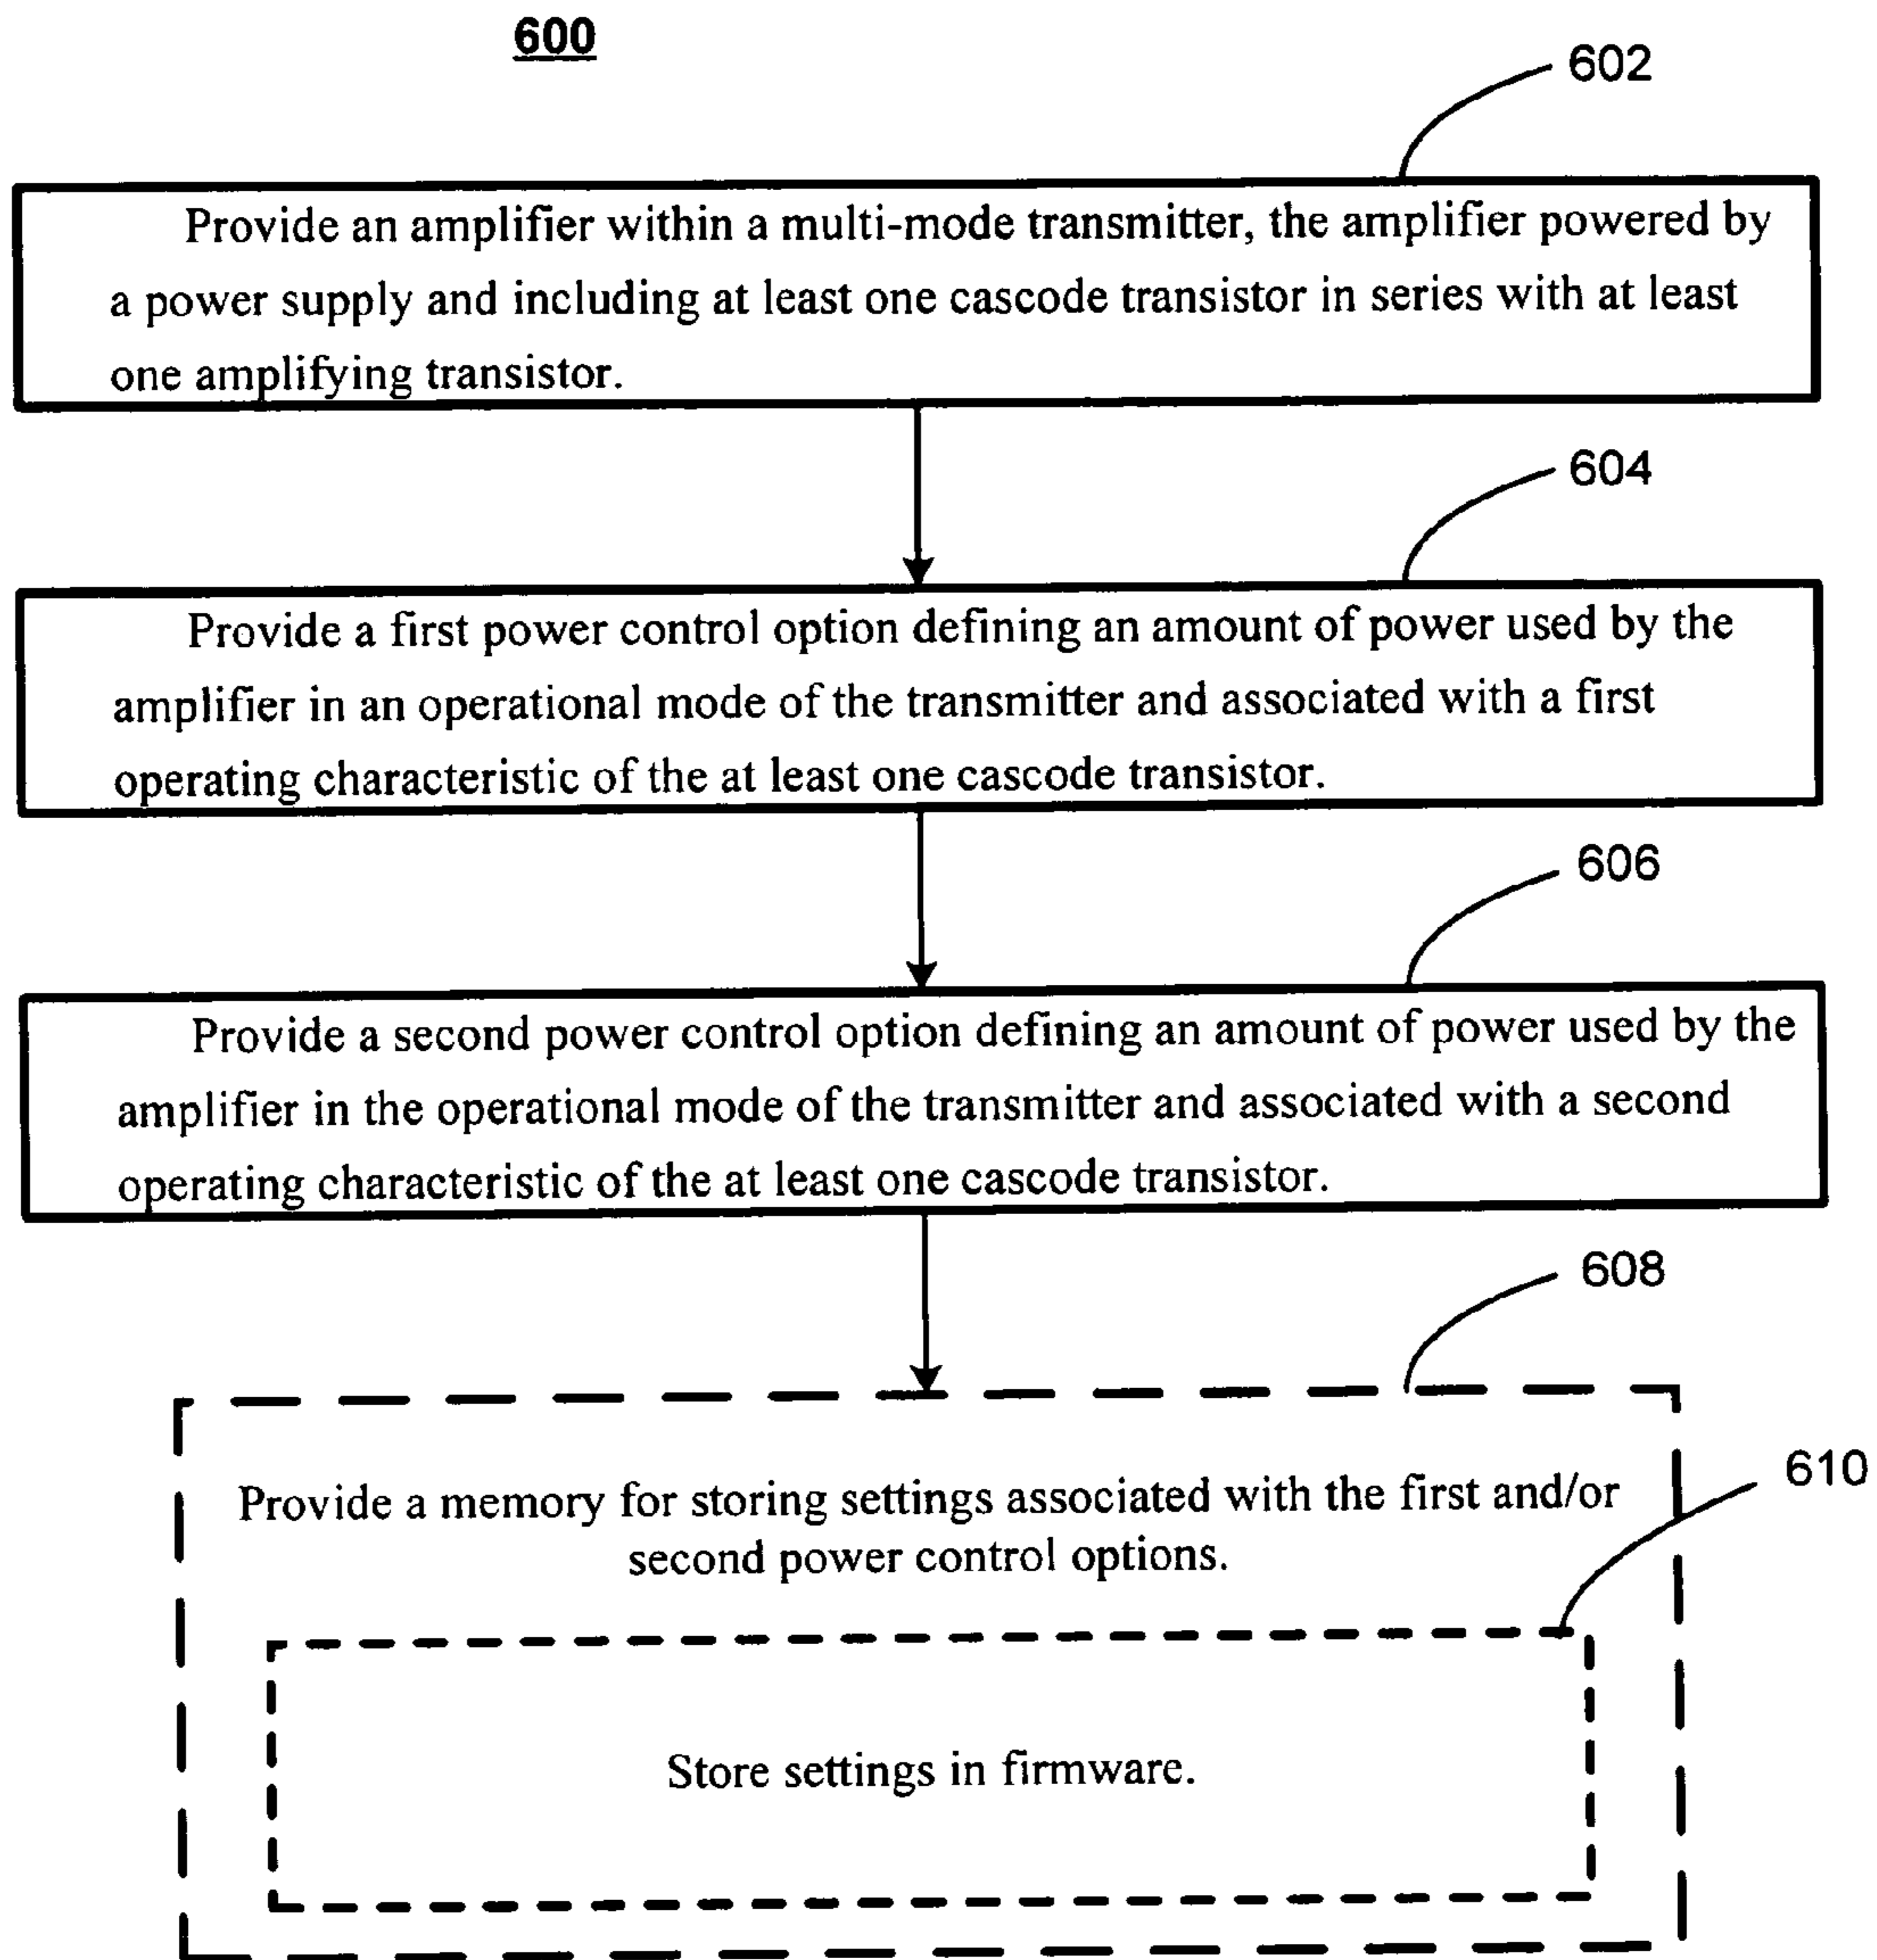 600
602
Provide an amplifier within a multi-mode transmitter, the amplifier powered by
a power supply and including at least one cascode transistor in series with at least
one amplifying transistor.
604
Provide a first power control option defining an amount of power used by the
amplifier in an operational mode of the transmitter and associated with a first
operating characteristic of the at least one cascode transistor.
606
Provide a second power control option defining an amount of power used by the
amplifier in the operational mode of the transmitter and associated with a second
operating characteristic of the at least one cascode transistor.
608
Provide a memory for storing settings associated with the first and/or
second power control options.
610
Store settings in firmware.